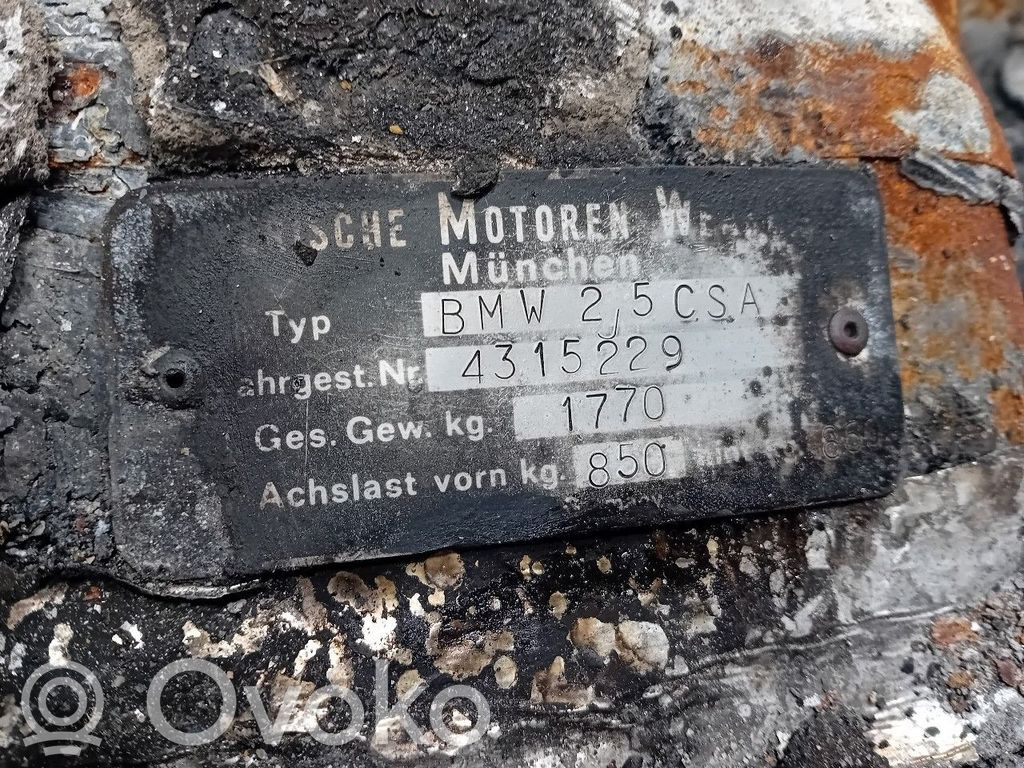 SCHE MOTOREN
München
Typ BMW 2,5 CSA
ahrgest. Nr. 4315229
Ges. Gew. kg. 1770
Achslast vorn kg. 850
Ovoko